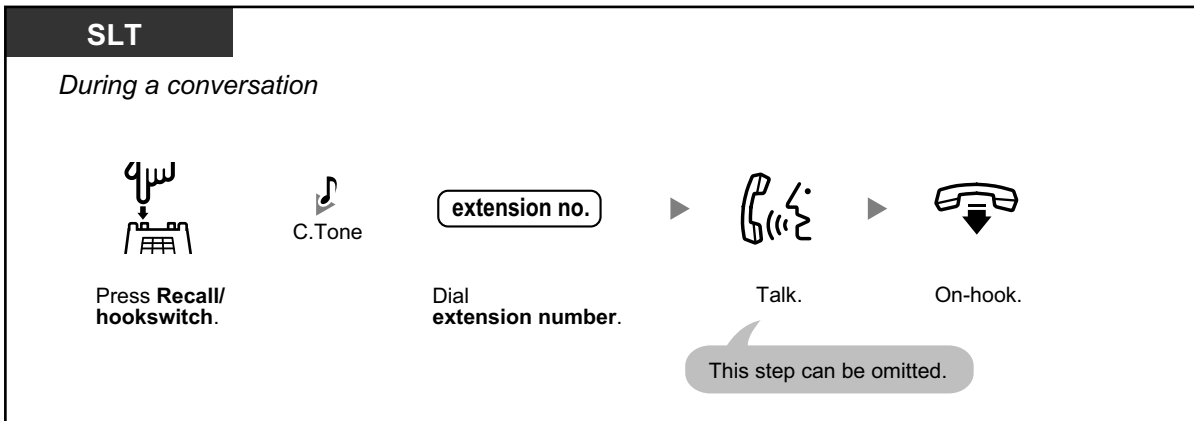 SLT
During a conversation
C.Tone
extension no.
Press Recall/
hookswitch.
Dial
extension number.
Talk.
On-hook.
This step can be omitted.